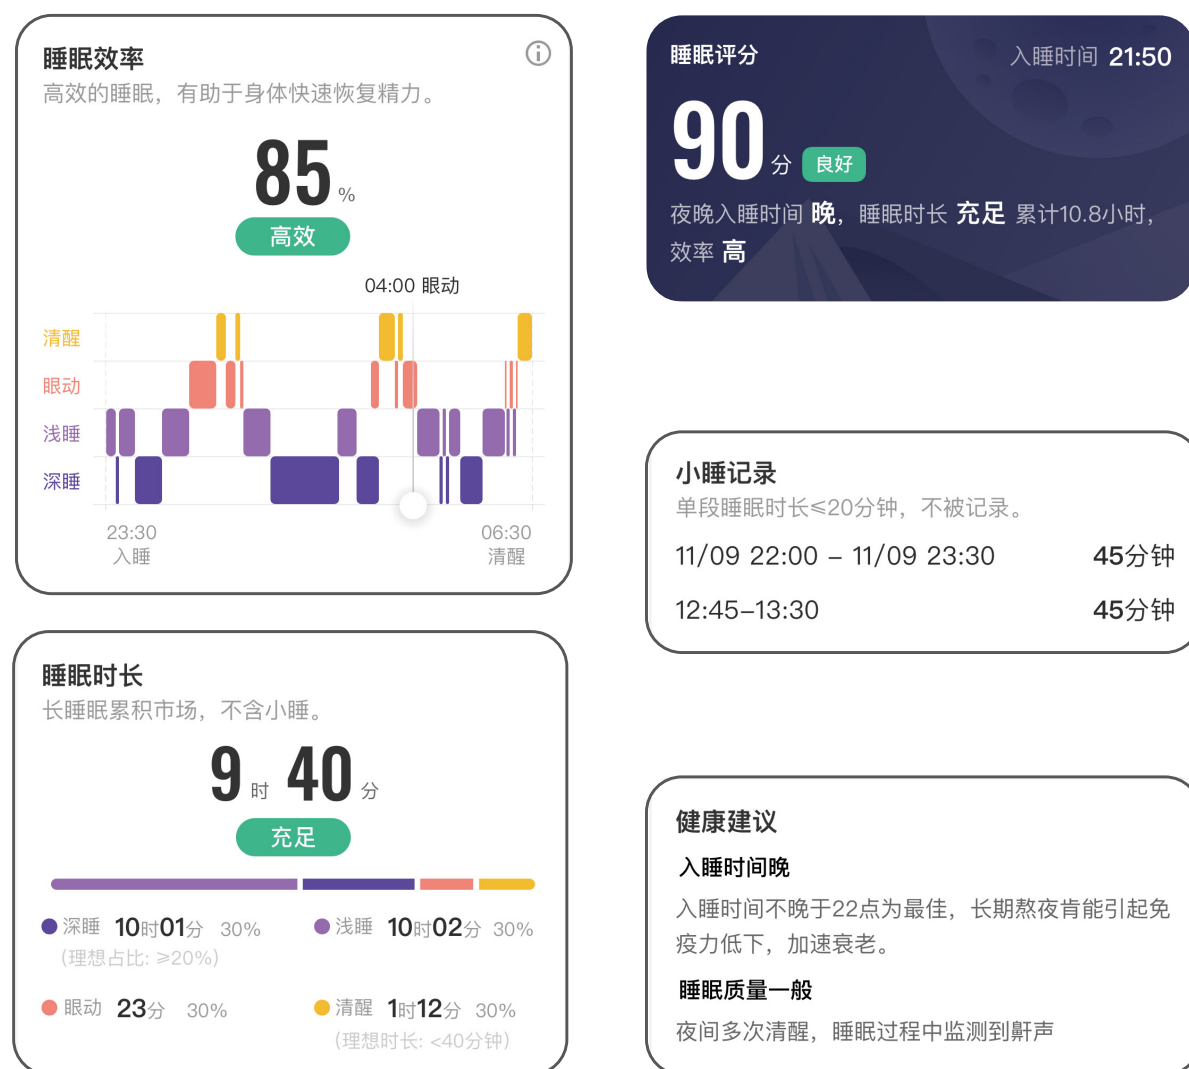 睡眠效率
高效的睡眠，有助于身体快速恢复精力。
85%
高效
04:00 眼动
清醒
眼动
浅睡
深睡
23:30 06:30
入睡 清醒
睡眠时长
长睡眠累积市场，不含小睡。
9时 40分
充足
深睡 10时01分 30% 浅睡 10时02分 30%
(理想占比: ≥20%)
眼动 23分 30% 清醒 1时12分 30%
(理想时长: <40分钟)
睡眠评分 入睡时间 21:50
90分 良好
夜晚入睡时间 晚，睡眠时长 充足 累计10.8小时，
效率 高
小睡记录
单段睡眠时长≤20分钟，不被记录。
11/09 22:00 – 11/09 23:30 45分钟
12:45–13:30 45分钟
健康建议
入睡时间晚
入睡时间不晚于22点为最佳，长期熬夜肯能引起免
疫力低下，加速衰老。
睡眠质量一般
夜间多次清醒，睡眠过程中监测到鼾声